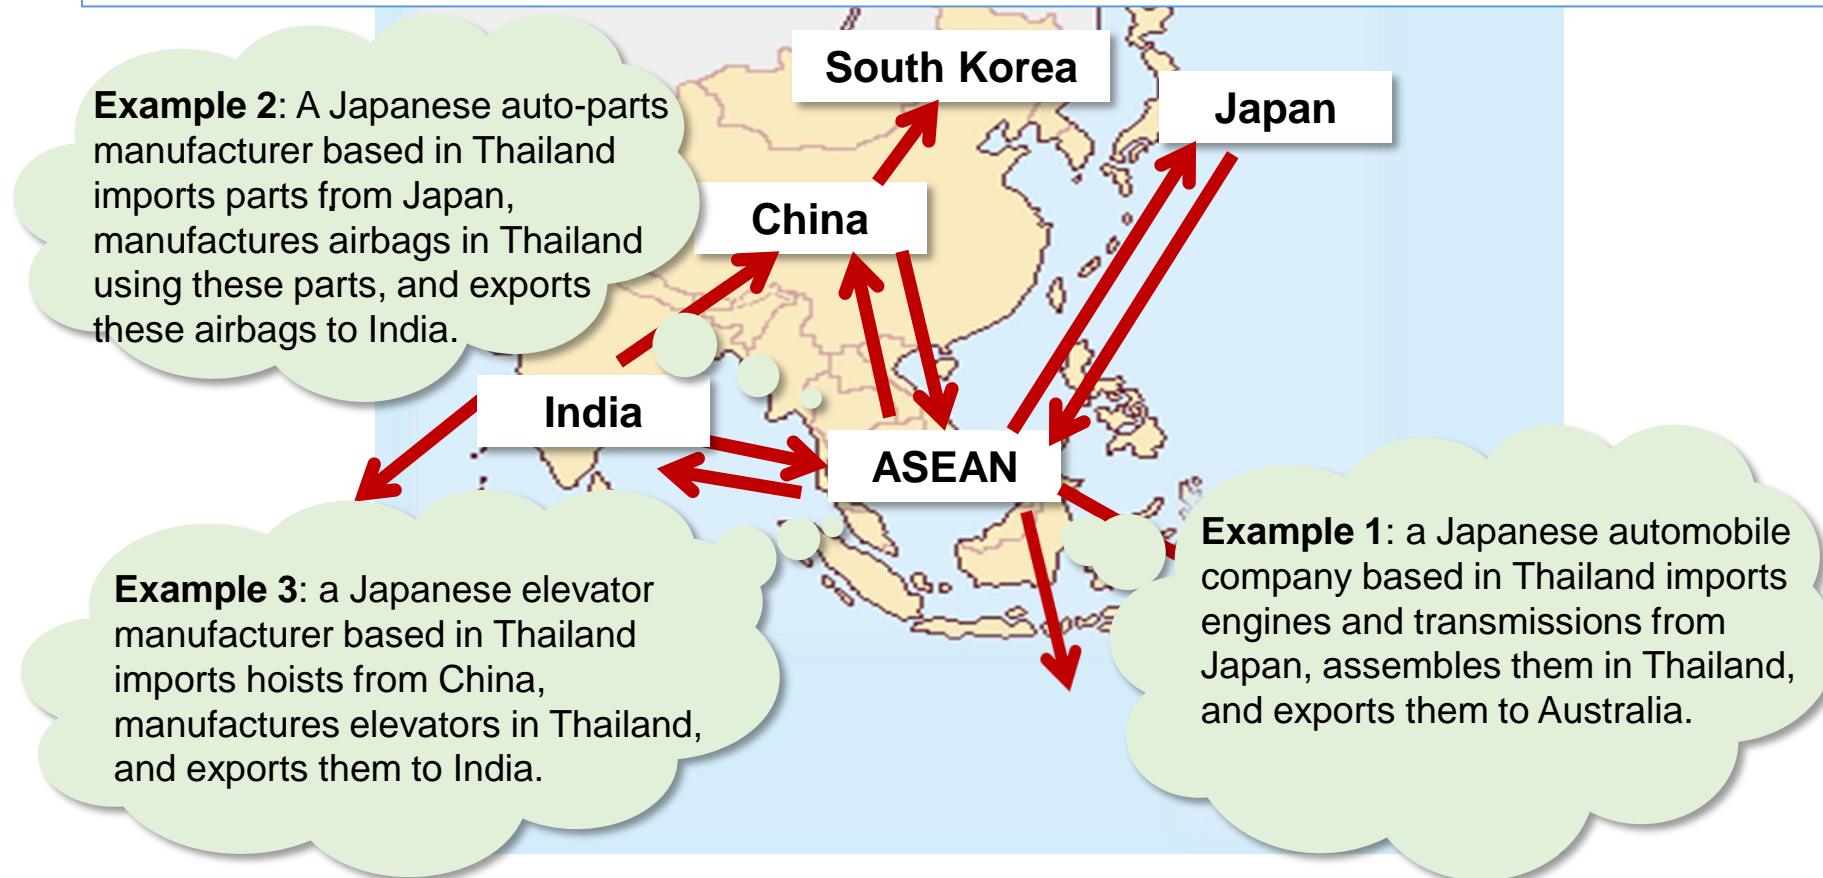 South Korea
Japan
Example 2: A Japanese auto-parts
manufacturer based in Thailand
imports parts from Japan,
manufactures airbags in Thailand
using these parts, and exports
these airbags to India.
China
India
ASEAN
Example 1: a Japanese automobile
company based in Thailand imports
engines and transmissions from
Japan, assembles them in Thailand,
and exports them to Australia.
Example 3: a Japanese elevator
manufacturer based in Thailand
imports hoists from China,
manufactures elevators in Thailand,
and exports them to India.